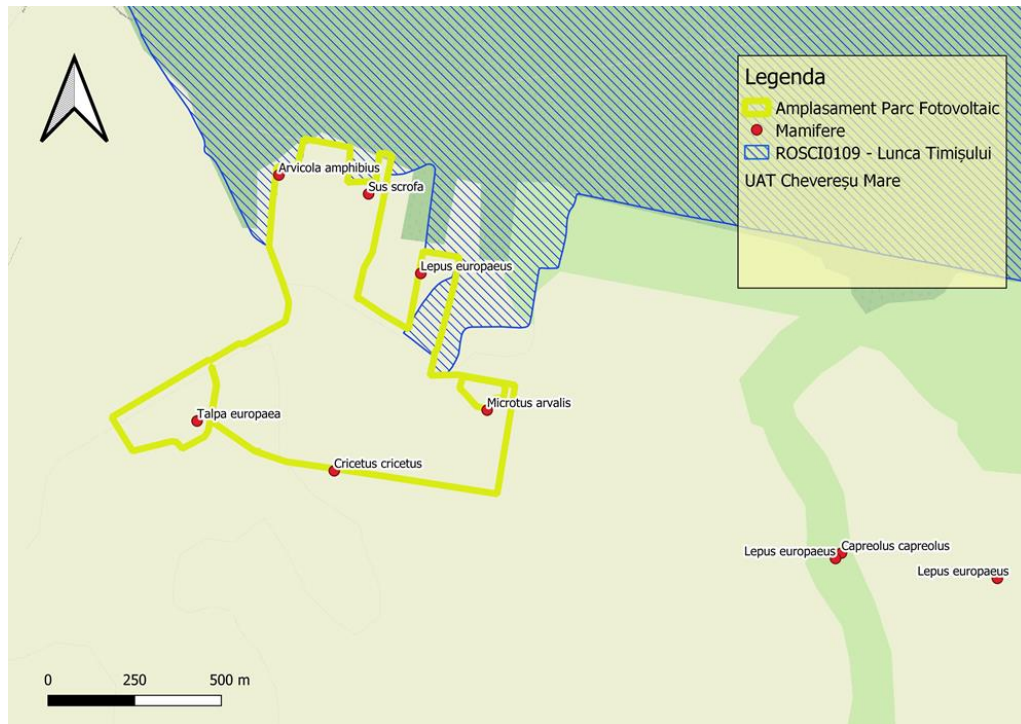 Legenda
Amplasament Parc Fotovoltaic
Mamifere
ROSCI0109 - Lunca Timișului
UAT Chevereșu Mare
Arvicola amphibius
Sus scrofa
Lepus europaeus
Microtus arvalis
Talpa europaea
Cricetus cricetus
Lepus europaeus
Capreolus capreolus
Lepus europaeus
0 250 500 m